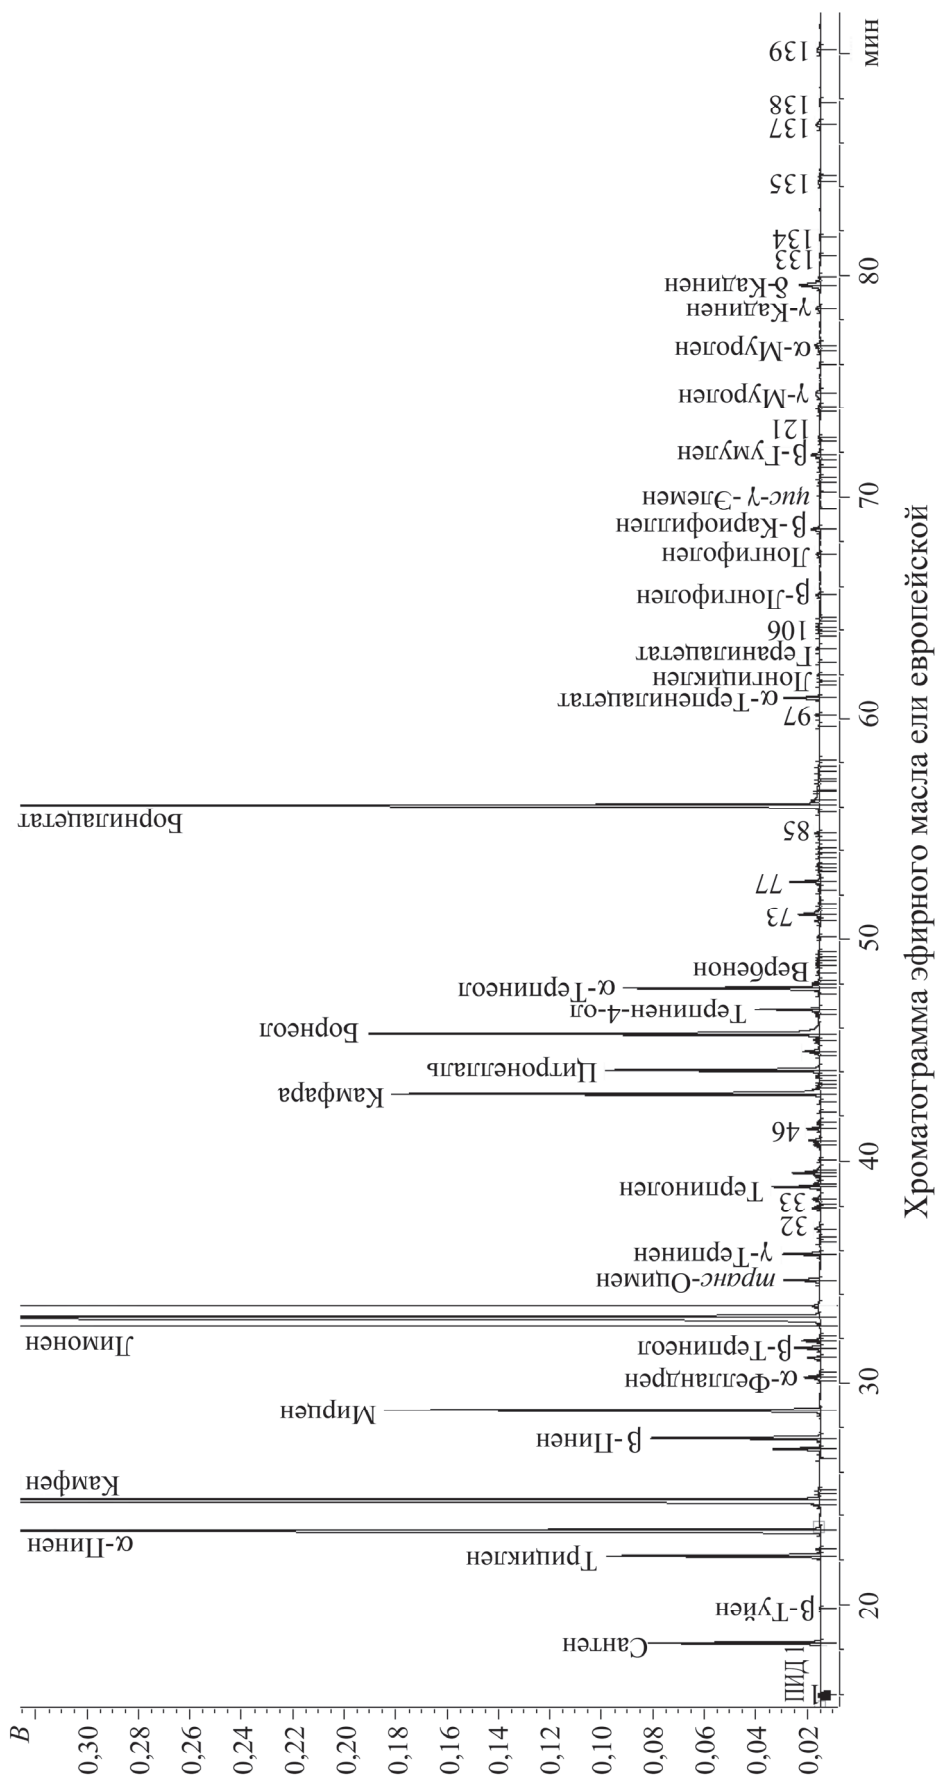 В
0,30
0,28
0,26
0,24
0,22
0,20
0,18
0,16
0,14
0,12
0,10
0,08
0,06
0,04
0,02
ПИД 1
1
Сантен
β-Туйен
Трициклен
α-Пинен
Камфен
β-Пинен
Мирцен
α-Фелландрен
β-Терпинеол
Лимонен
транс-Оцимен
γ-Терпинен
32
33
Терпинолен
46
Камфара
Цитронеллаль
Борнеол
Терпинен-4-ол
α-Терпинеол
Вербенон
73
77
85
Борнилацетат
97
α-Терпенилацетат
Лонгициклен
Геранилацетат
106
β-Лонгифолен
Лонгифолен
β-Кариофиллен
цис-γ-Элемен
β-Гумулен
121
γ-Муролен
α-Муролен
γ-Кадинен
δ-Кадинен
133
134
135
137
138
139
20
30
40
50
60
70
80
мин
Хроматограмма эфирного масла ели европейской